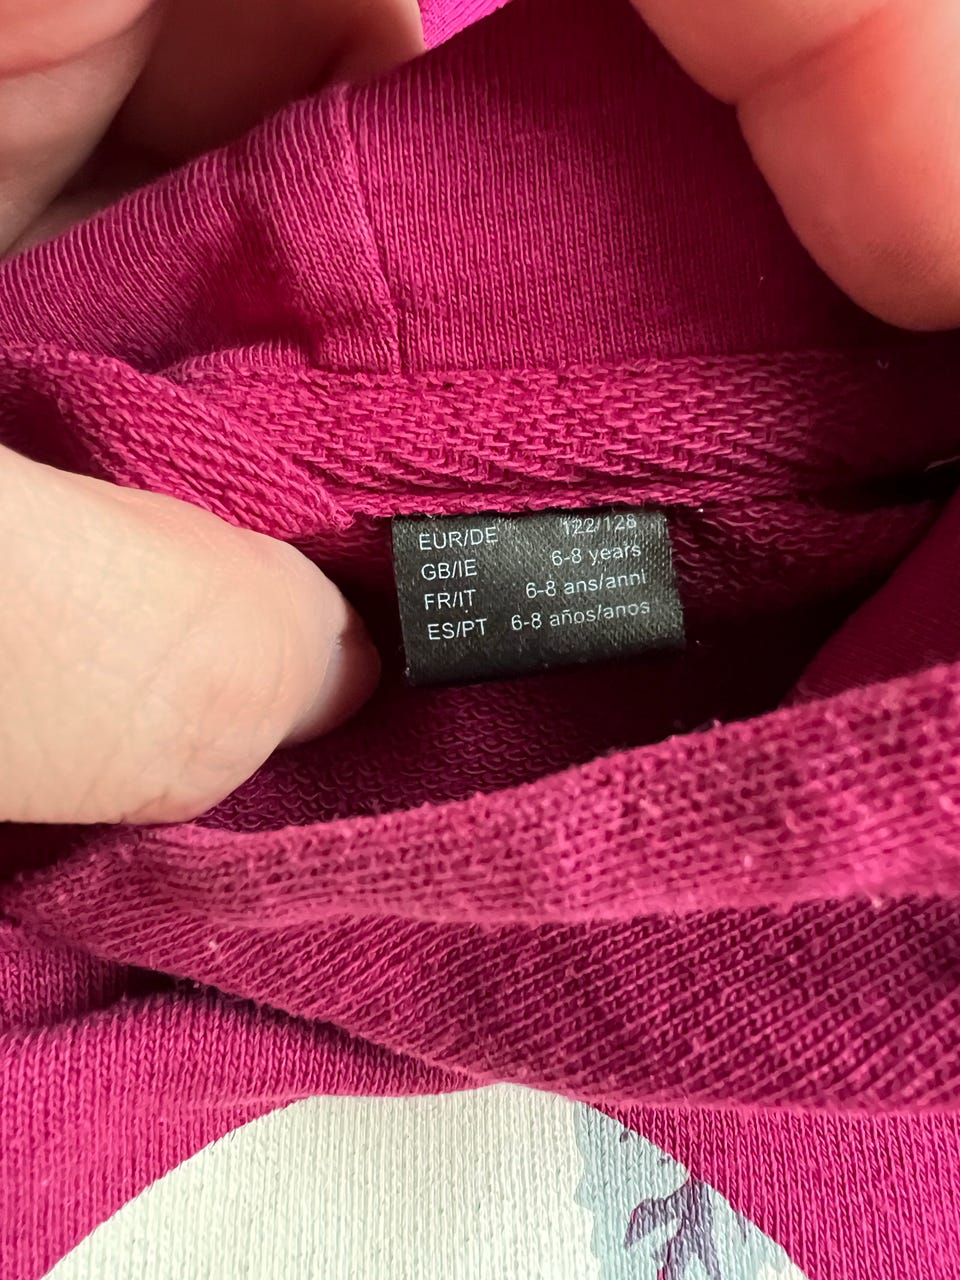 EUR/DE 122/128
GB/IE 6-8 years
FR/IT 6-8 ans/anni
ES/PT 6-8 años/anos